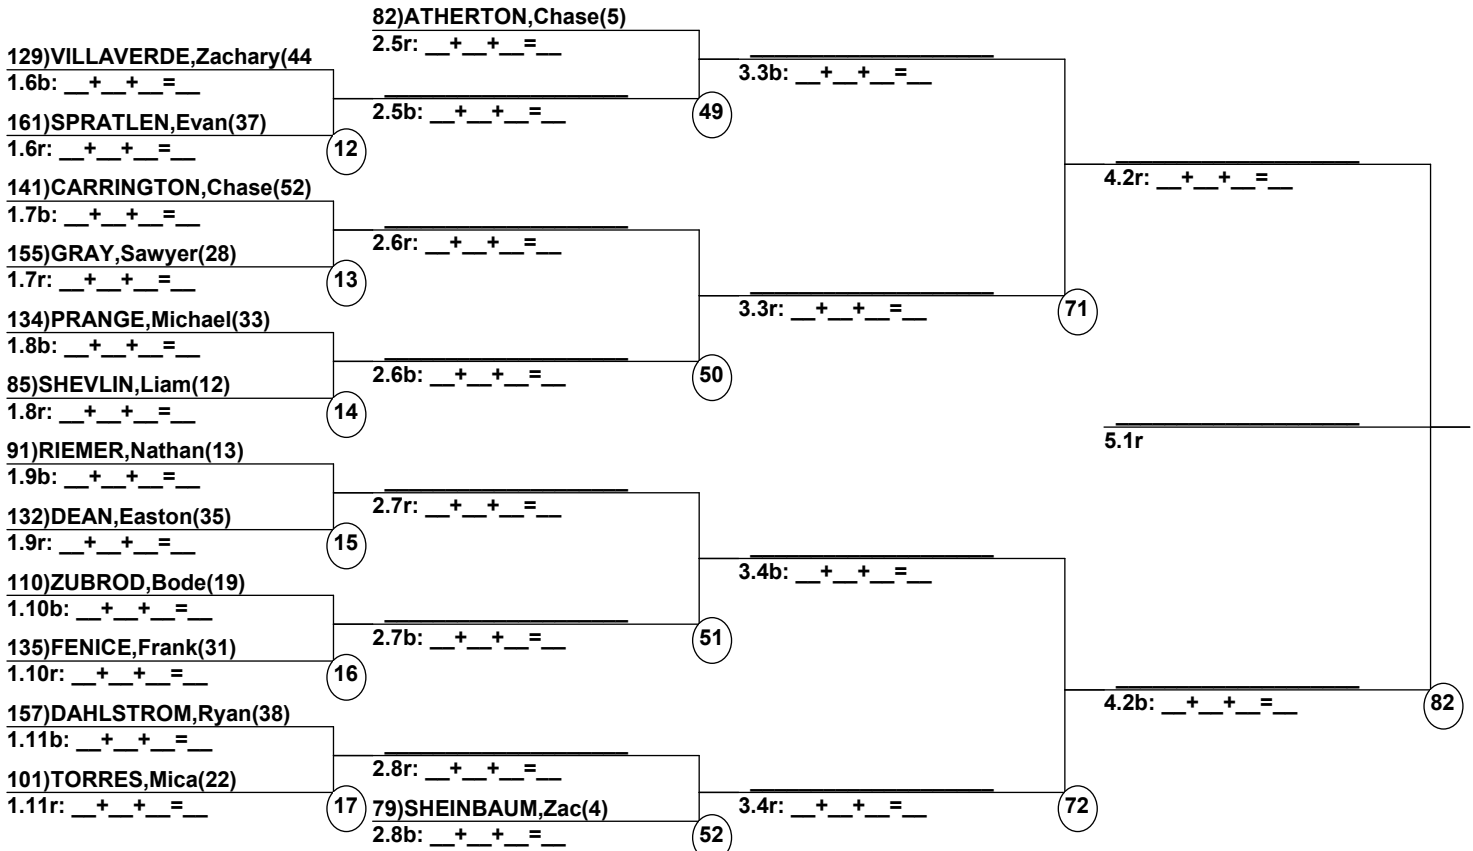 82)ATHERTON,Chase(5)
2.5r: __+__+__=__
129)VILLAVERDE,Zachary(44
1.6b: __+__+__=__
3.3b: __+__+__=__
2.5b: __+__+__=__
49
161)SPRATLEN,Evan(37)
1.6r: __+__+__=__
12
4.2r: __+__+__=__
141)CARRINGTON,Chase(52)
1.7b: __+__+__=__
2.6r: __+__+__=__
155)GRAY,Sawyer(28)
1.7r: __+__+__=__
13
3.3r: __+__+__=__
71
134)PRANGE,Michael(33)
1.8b: __+__+__=__
2.6b: __+__+__=__
50
85)SHEVLIN,Liam(12)
1.8r: __+__+__=__
14
5.1r
91)RIEMER,Nathan(13)
1.9b: __+__+__=__
2.7r: __+__+__=__
132)DEAN,Easton(35)
1.9r: __+__+__=__
15
3.4b: __+__+__=__
110)ZUBROD,Bode(19)
1.10b: __+__+__=__
2.7b: __+__+__=__
51
135)FENICE,Frank(31)
1.10r: __+__+__=__
16
4.2b: __+__+__=__
82
157)DAHLSTROM,Ryan(38)
1.11b: __+__+__=__
2.8r: __+__+__=__
101)TORRES,Mica(22)
1.11r: __+__+__=__
17
79)SHEINBAUM,Zac(4)
2.8b: __+__+__=__
52
3.4r: __+__+__=__
72